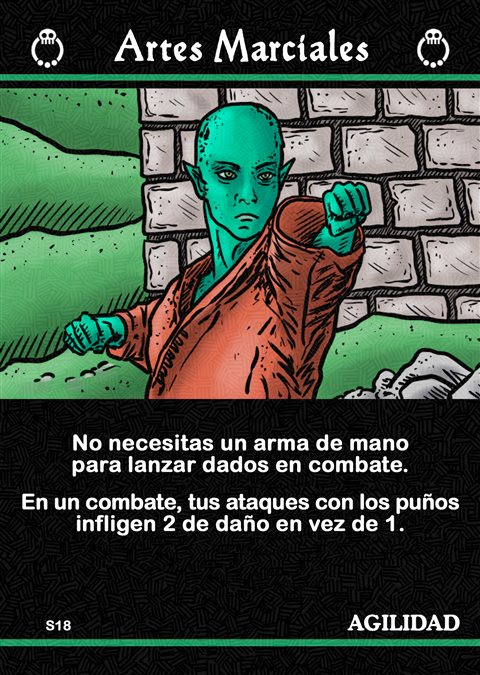 Artes Marciales
No necesitas un arma de mano
para lanzar dados en combate.
En un combate, tus ataques con los puños
infligen 2 de daño en vez de 1.
S18
AGILIDAD